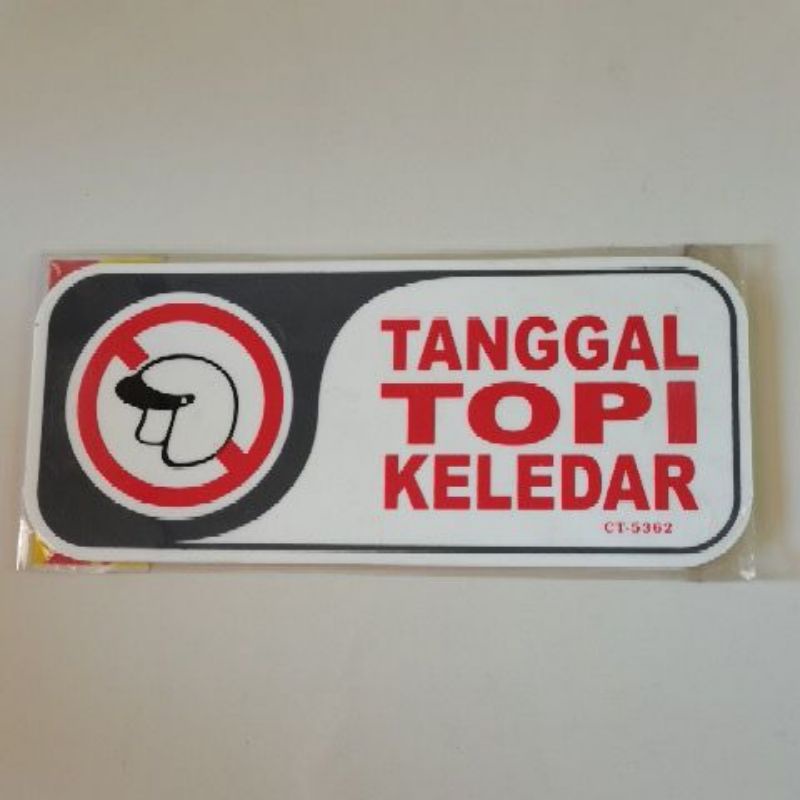 TANGGAL
TOPI
KELEDAR
CT-5362